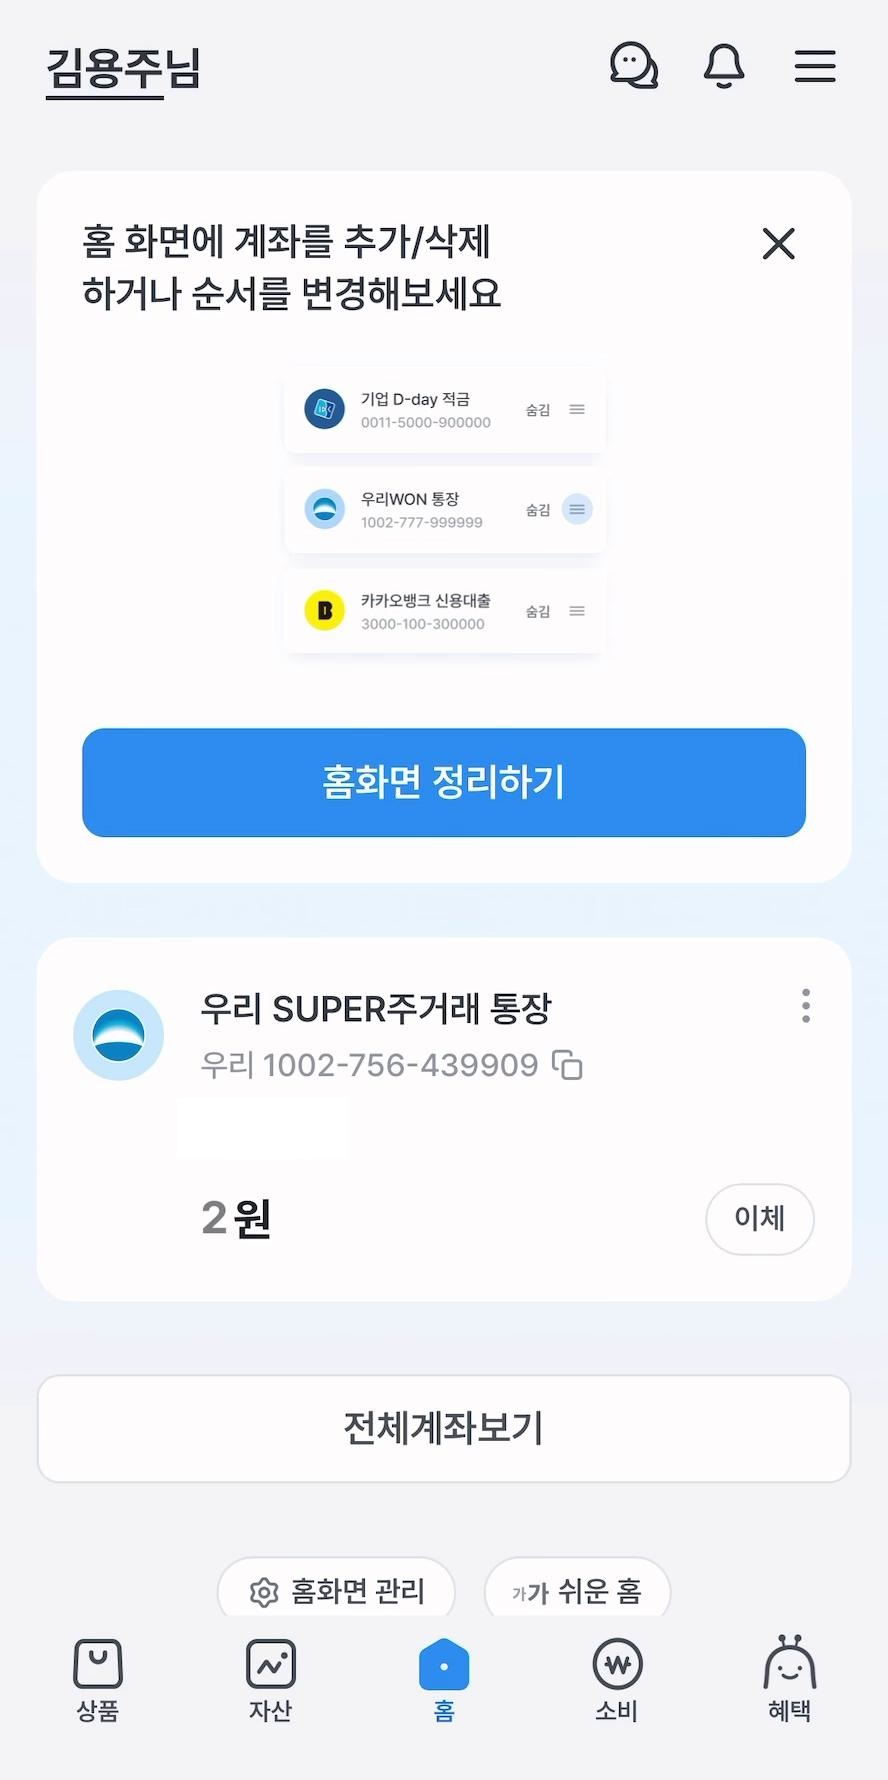 김용주님
홈 화면에 계좌를 추가/삭제
하거나 순서를 변경해보세요
기업 D-day 적금
0011-5000-900000
숨김
우리WON 통장
1002-777-999999
숨김
카카오뱅크 신용대출
3000-100-300000
숨김
홈화면 정리하기
우리 SUPER주거래 통장
우리 1002-756-439909
2원
이체
전체계좌보기
홈화면 관리
가가 쉬운 홈
상품
자산
홈
소비
혜택